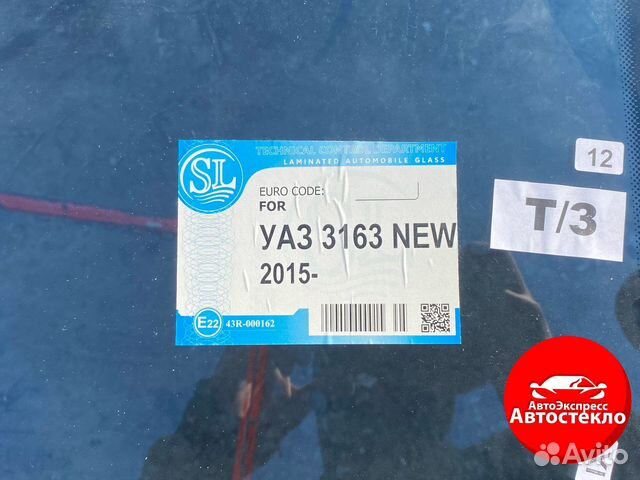 SL
TECHNICAL CONTROL DEPARTMENT
LAMINATED AUTOMOBILE GLASS
EURO CODE:
FOR
УАЗ 3163 NEW
2015-
E22 43R-000162
12
Т/З
АвтоЭкспресс
Автостекло
Avito